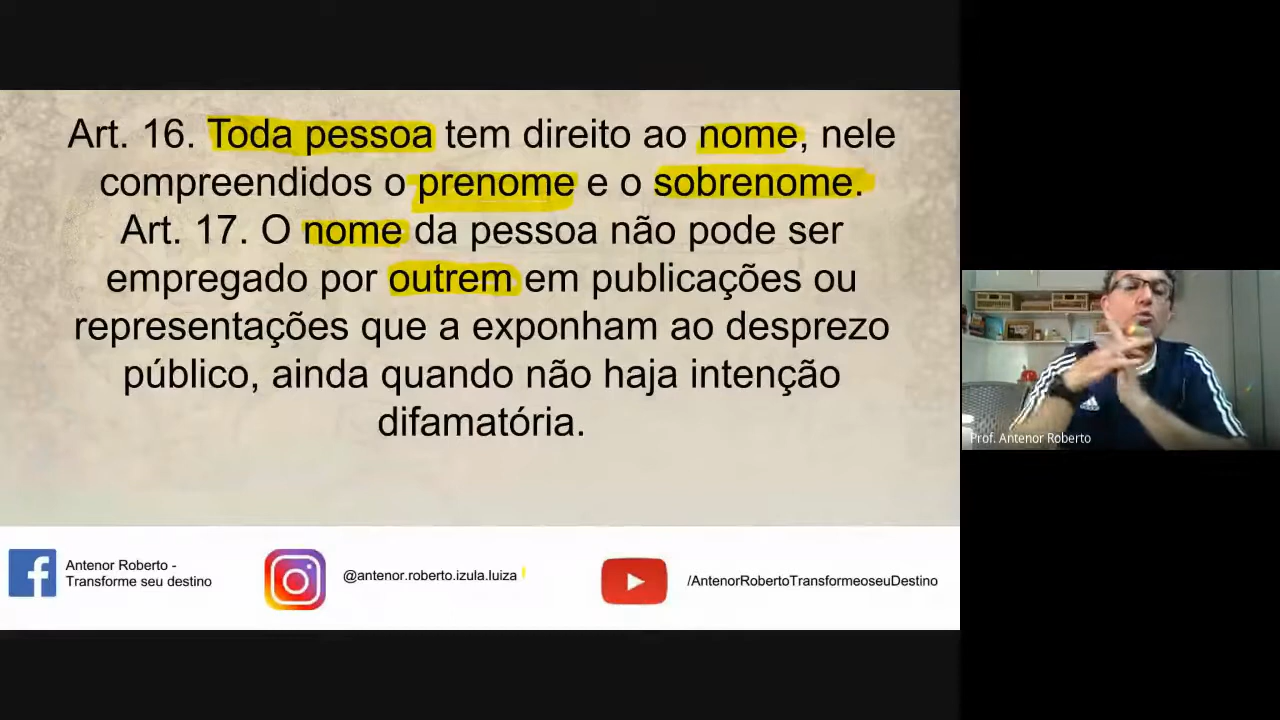 Art. 16. Toda pessoa tem direito ao nome, nele
compreendidos o prenome e o sobrenome.
Art. 17. O nome da pessoa não pode ser
empregado por outrem em publicações ou
representações que a exponham ao desprezo
público, ainda quando não haja intenção
difamatória.
Prof. Antenor Roberto
Antenor Roberto -
Transforme seu destino
@antenor.roberto.izula.luiza
/AntenorRobertoTransformeoseuDestino